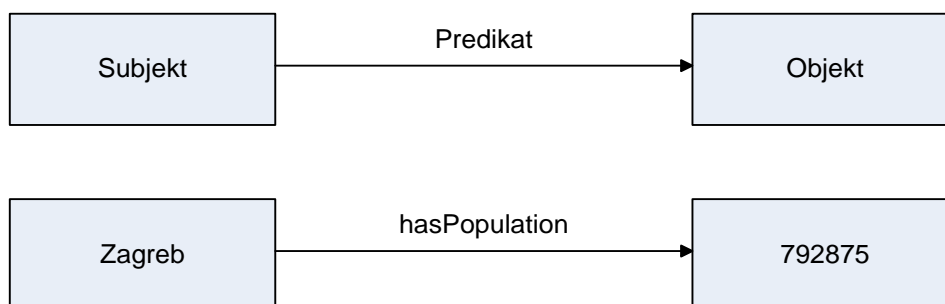 Predikat
Subjekt
Objekt
hasPopulation
Zagreb
792875